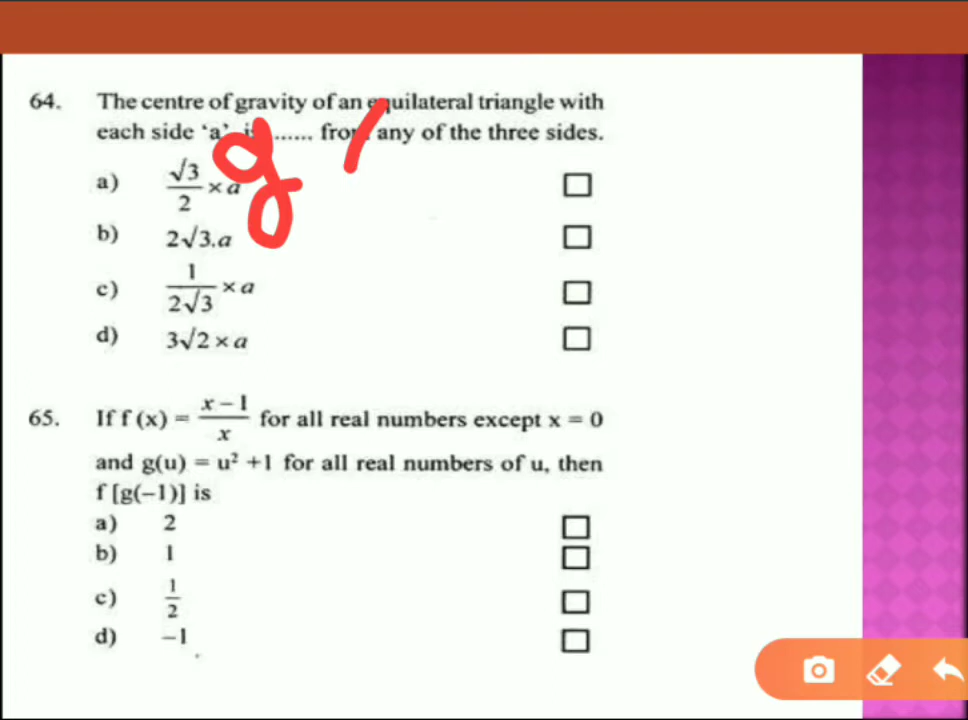 64. The centre of gravity of an equilateral triangle with
each side ‘a’ is ...... from any of the three sides.
a) √3/2 × a
b) 2√3.a
c) 1/2√3 × a
d) 3√2 × a
g /
65. If f (x) = x – 1/x for all real numbers except x = 0
and g(u) = u² +1 for all real numbers of u, then
f [g(–1)] is
a) 2
b) 1
c) 1/2
d) –1